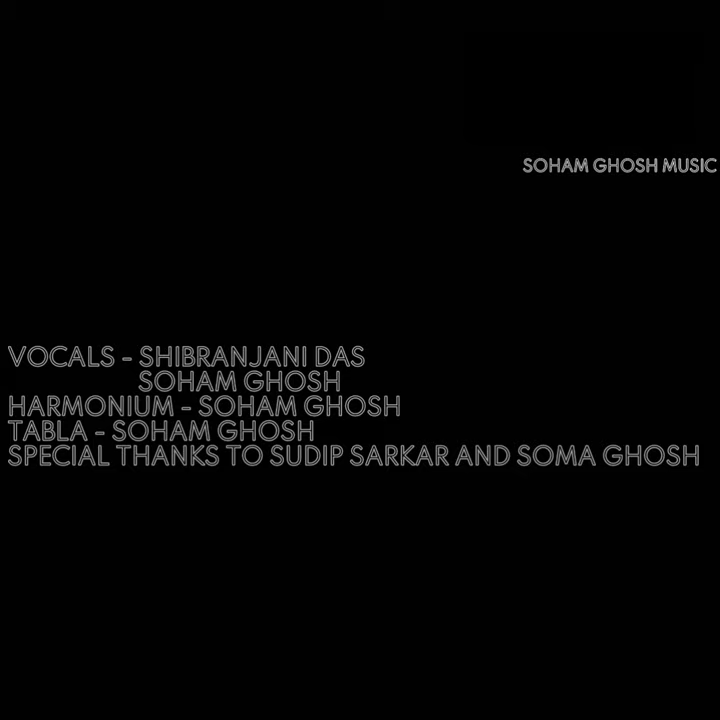 SOHAM GHOSH MUSIC
VOCALS - SHIBRANJANI DAS
SOHAM GHOSH
HARMONIUM - SOHAM GHOSH
TABLA - SOHAM GHOSH
SPECIAL THANKS TO SUDIP SARKAR AND SOMA GHOSH